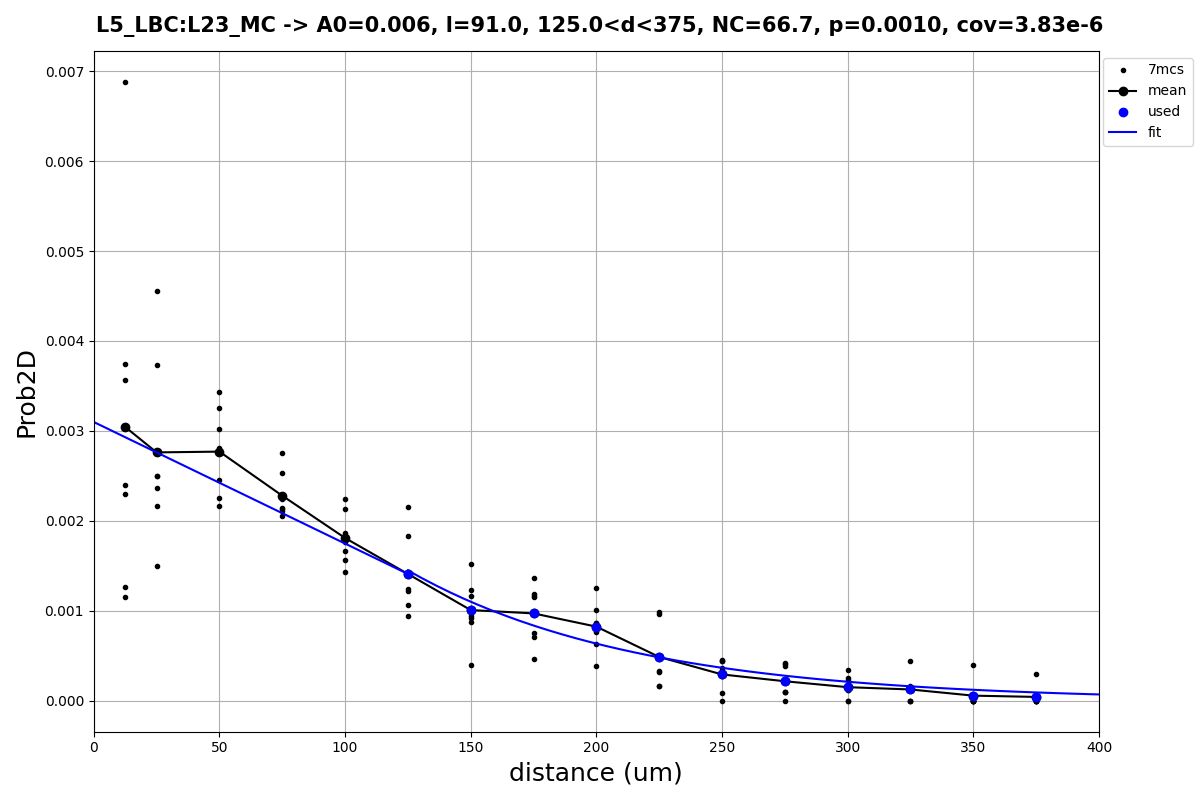 L5_LBC:L23_MC -> A0=0.006, l=91.0, 125.0<d<375, NC=66.7, p=0.0010, cov=3.83e-6
7mcs
mean
used
fit
0.007
0.006
0.005
0.004
0.003
0.002
0.001
0.000
Prob2D
0 50 100 150 200 250 300 350 400
distance (um)